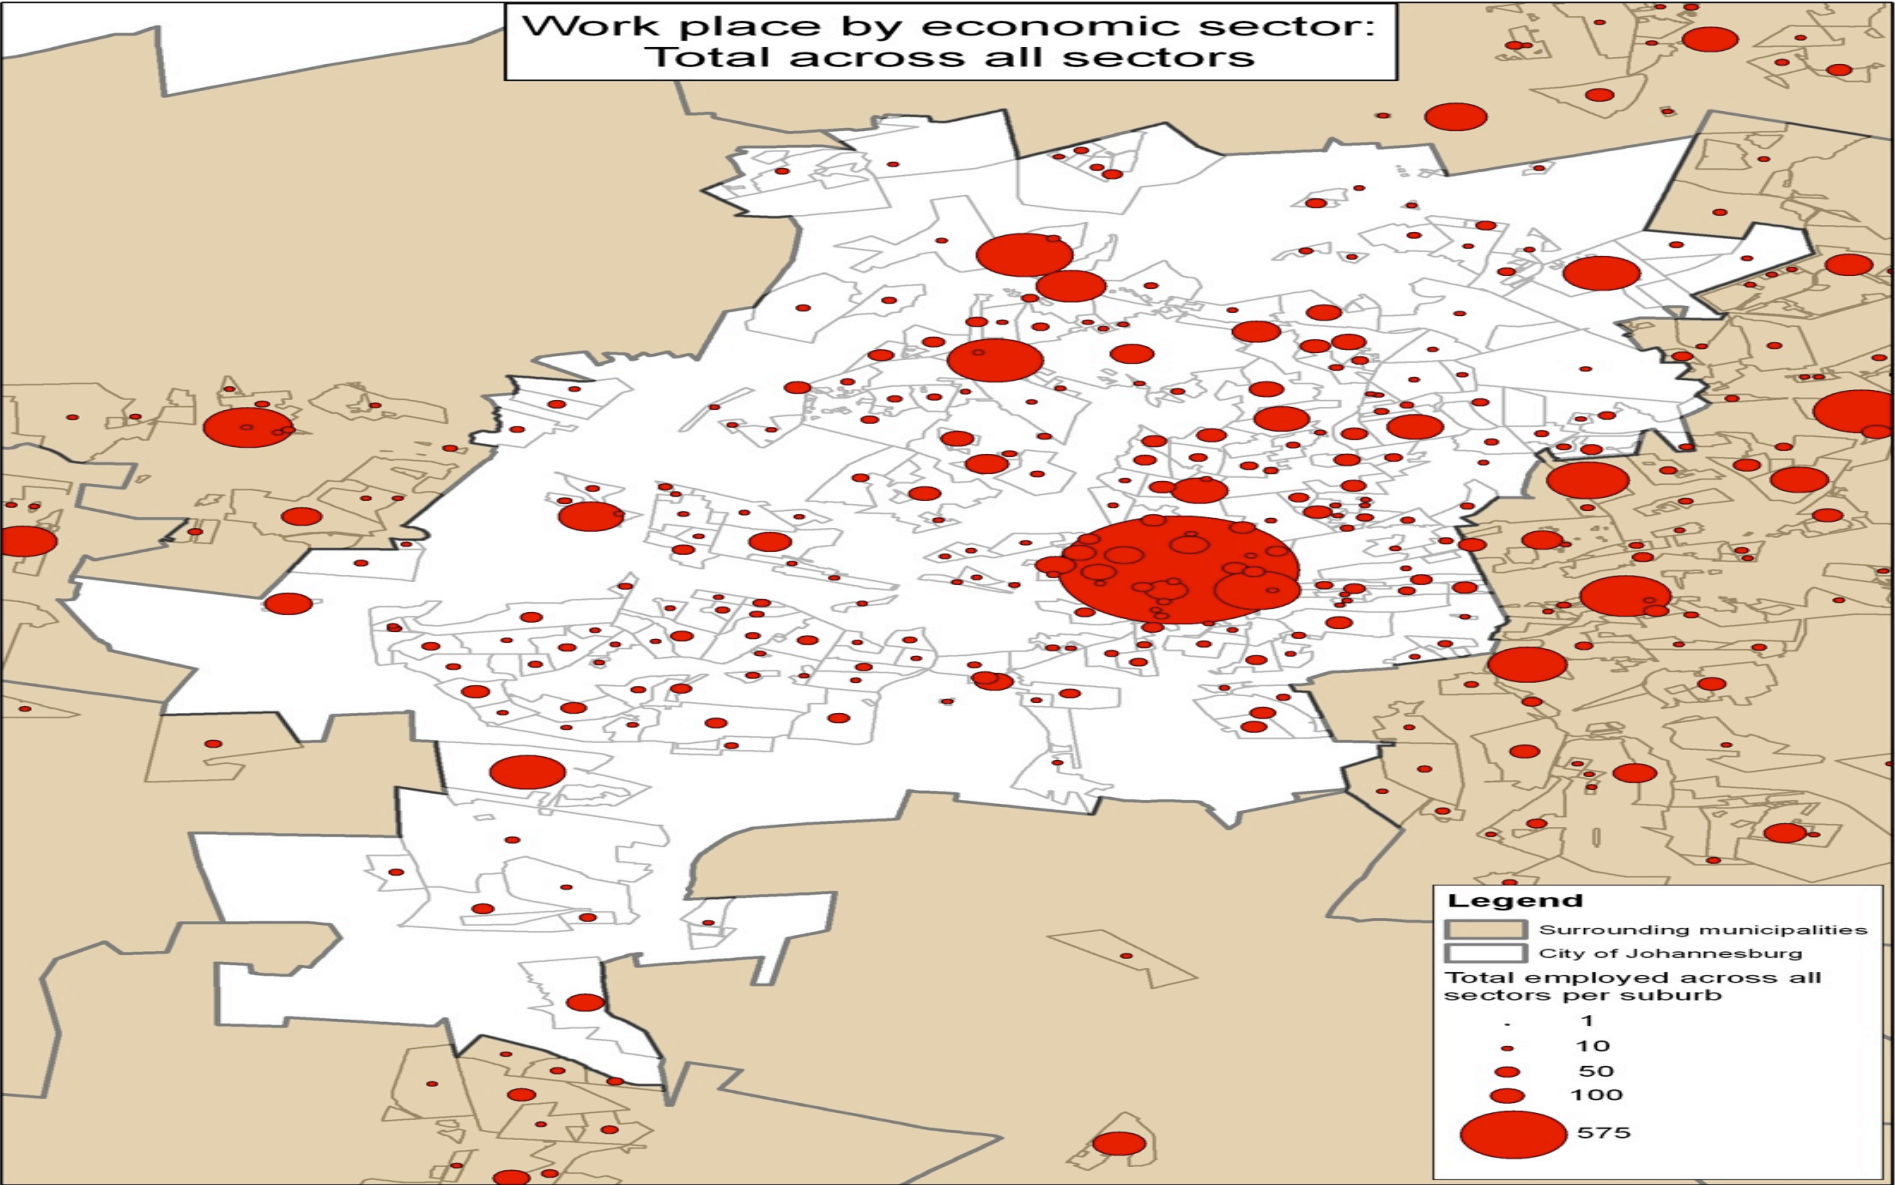 Work place by economic sector:
Total across all sectors
Legend
Surrounding municipalities
City of Johannesburg
Total employed across all
sectors per suburb
1
10
50
100
575